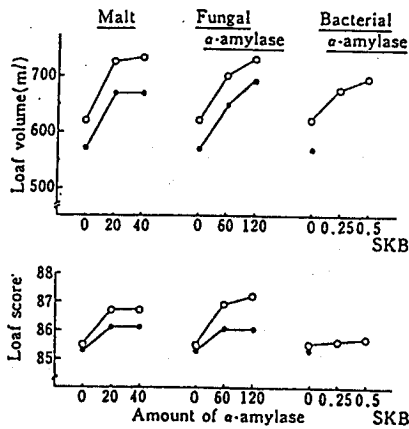 Malt Fungal Bacterial
α-amylase α-amylase
Loaf volume(ml)
700
600
500
0 20 40 0 60 120 0 0.25 0.5
SKB
Loaf score
88
87
86
85
0 20 40 0 60 120 0 0.25 0.5
Amount of α-amylase SKB